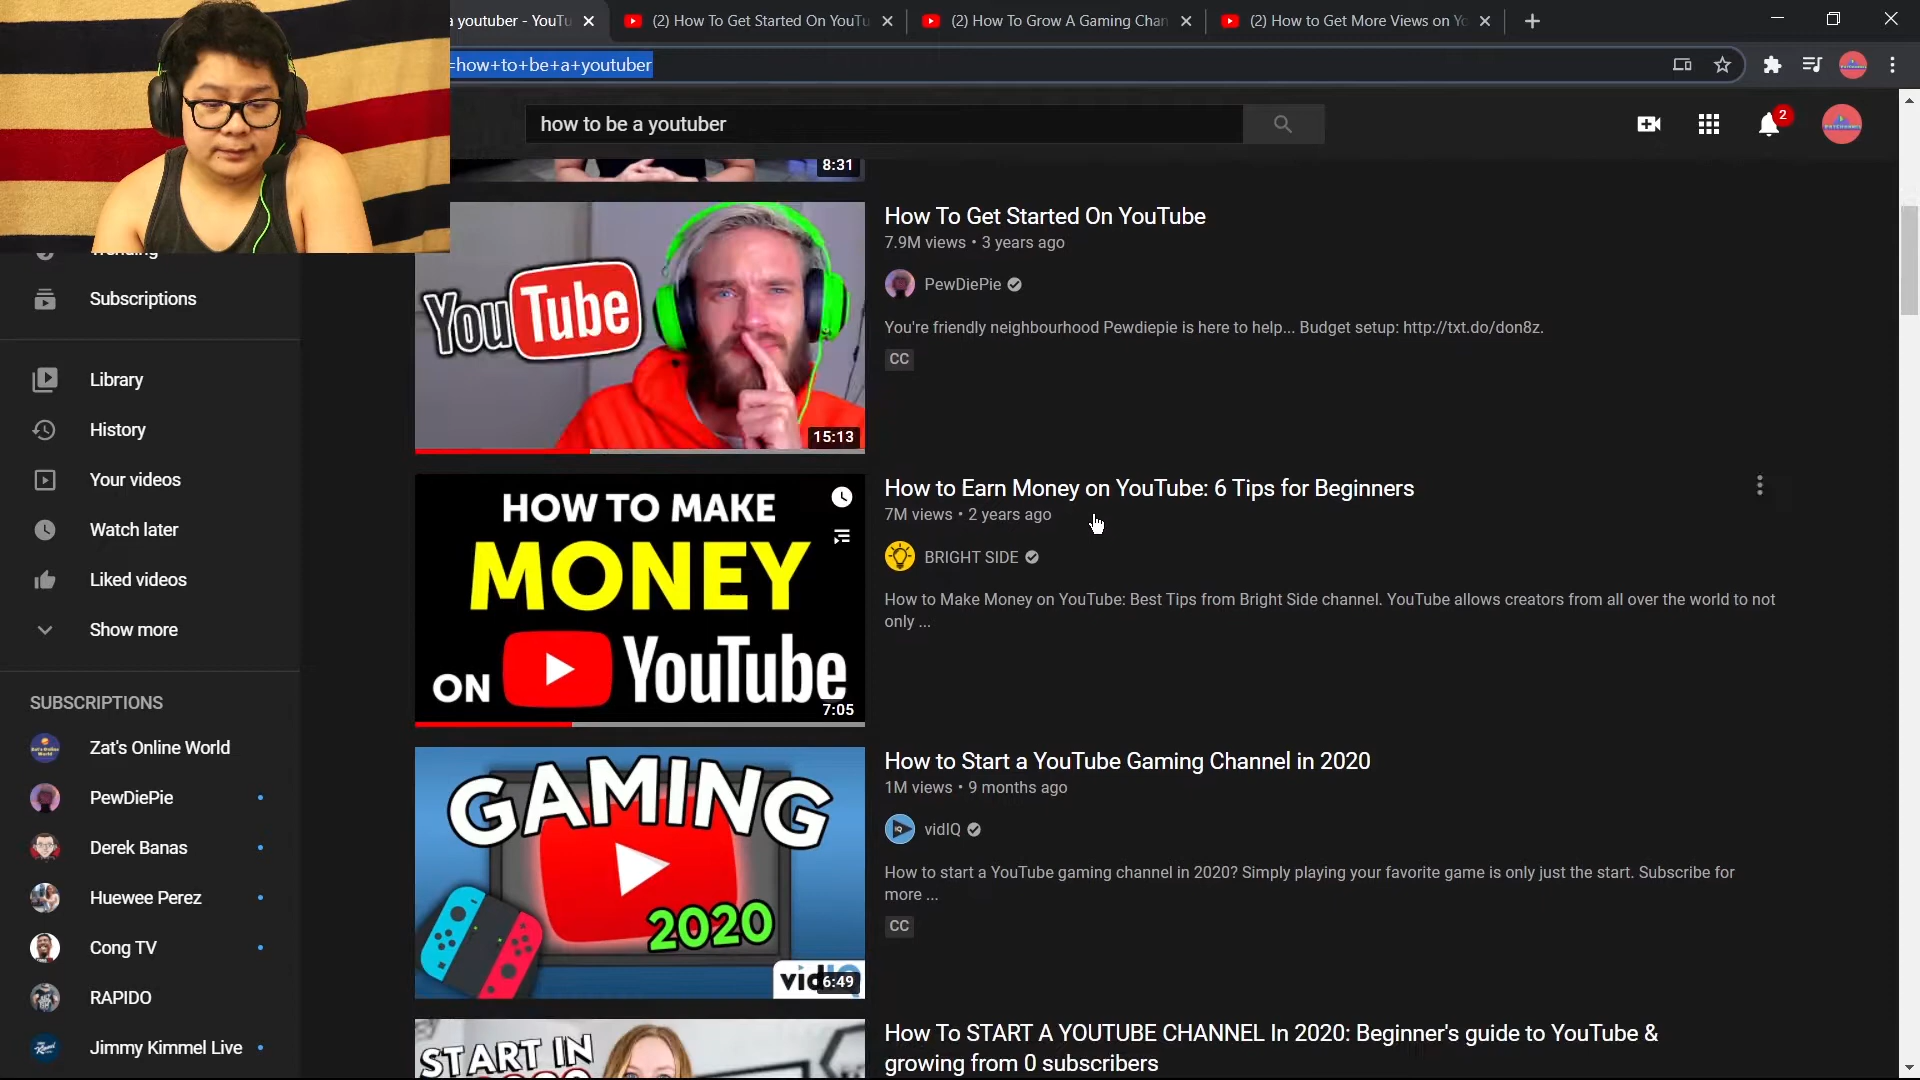 a youtuber - YouTu
(2) How To Get Started On YouTu
(2) How To Grow A Gaming Chan
(2) How to Get More Views on Yo
=how+to+be+a+youtuber
how to be a youtuber
2
8:31
Trending
Subscriptions
Library
History
Your videos
Watch later
Liked videos
Show more
SUBSCRIPTIONS
Zat's Online World
PewDiePie
Derek Banas
Huewee Perez
Cong TV
RAPIDO
Jimmy Kimmel Live
YouTube
15:13
How To Get Started On YouTube
7.9M views • 3 years ago
PewDiePie
You're friendly neighbourhood Pewdiepie is here to help... Budget setup: http://txt.do/don8z.
CC
HOW TO MAKE
MONEY
ON YouTube
7:05
How to Earn Money on YouTube: 6 Tips for Beginners
7M views • 2 years ago
BRIGHT SIDE
How to Make Money on YouTube: Best Tips from Bright Side channel. YouTube allows creators from all over the world to not
only ...
GAMING
2020
vidIQ
6:49
How to Start a YouTube Gaming Channel in 2020
1M views • 9 months ago
vidIQ
How to start a YouTube gaming channel in 2020? Simply playing your favorite game is only just the start. Subscribe for
more ...
CC
START IN
How To START A YOUTUBE CHANNEL In 2020: Beginner's guide to YouTube &
growing from 0 subscribers